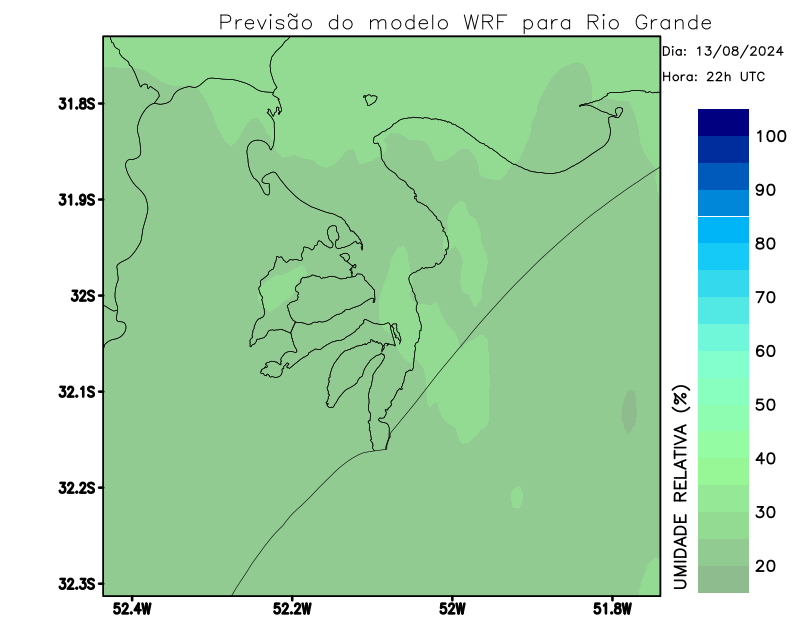 Previsão do modelo WRF para Rio Grande
Dia: 13/08/2024
Hora: 22h UTC
31.8S
31.9S
32S
32.1S
32.2S
32.3S
52.4W
52.2W
52W
51.8W
100
90
80
70
60
50
40
30
20
UMIDADE RELATIVA (%)